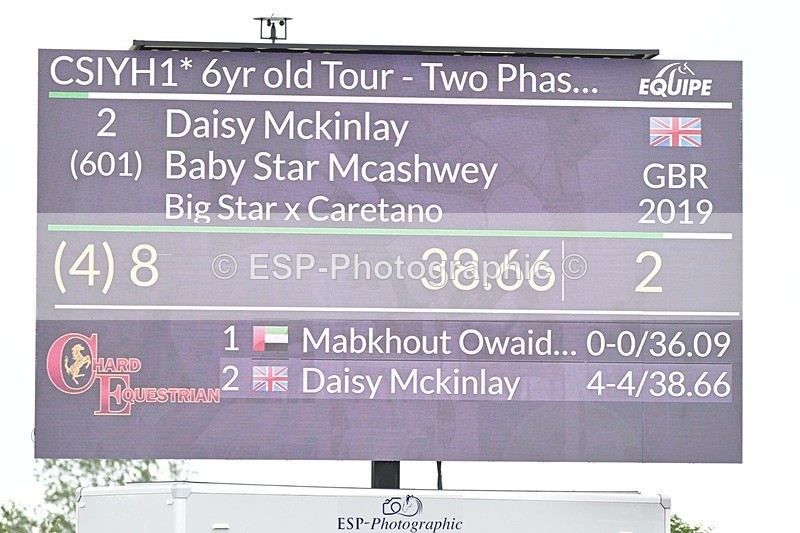 CSIYH1* 6yr old Tour - Two Phas...
EQUIPE
2 Daisy Mckinlay
(601) Baby Star Mcashwey GBR
Big Star x Caretano 2019
(4) 8 38.66 2
© ESP-Photographic ©
1 Mabkhout Owaid... 0-0/36.09
2 Daisy Mckinlay 4-4/38.66
CHARD
EQUESTRIAN
ESP-Photographic